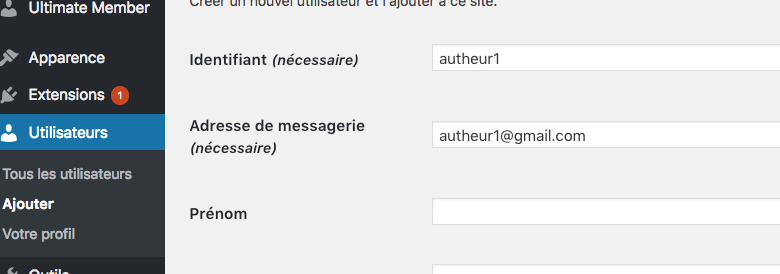 Ultimate Member
Apparence
Extensions 1
Utilisateurs
Tous les utilisateurs
Ajouter
Votre profil
Outils
Créer un nouvel utilisateur et l'ajouter à ce site.
Identifiant (nécessaire)
autheur1
Adresse de messagerie
(nécessaire)
autheur1@gmail.com
Prénom